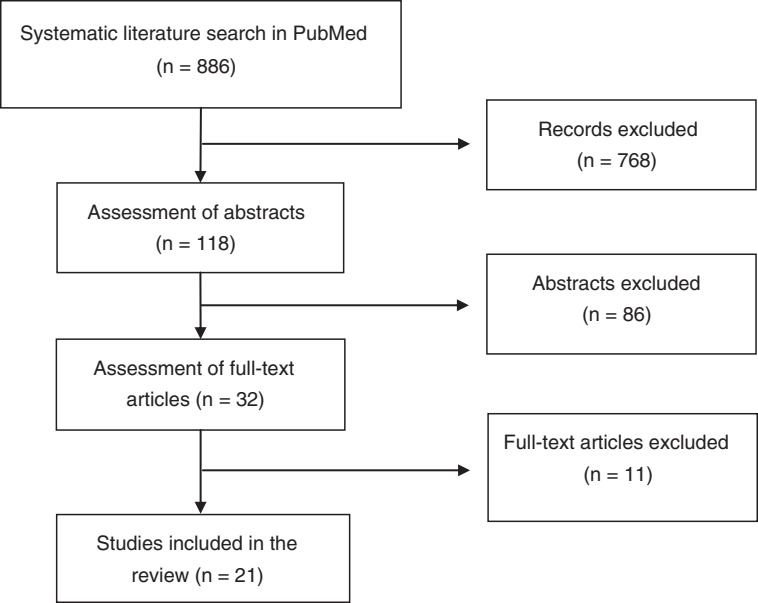 Systematic literature search in PubMed
(n = 886)
Records excluded
(n = 768)
Assessment of abstracts
(n = 118)
Abstracts excluded
(n = 86)
Assessment of full-text
articles (n = 32)
Full-text articles excluded
(n = 11)
Studies included in the
review (n = 21)